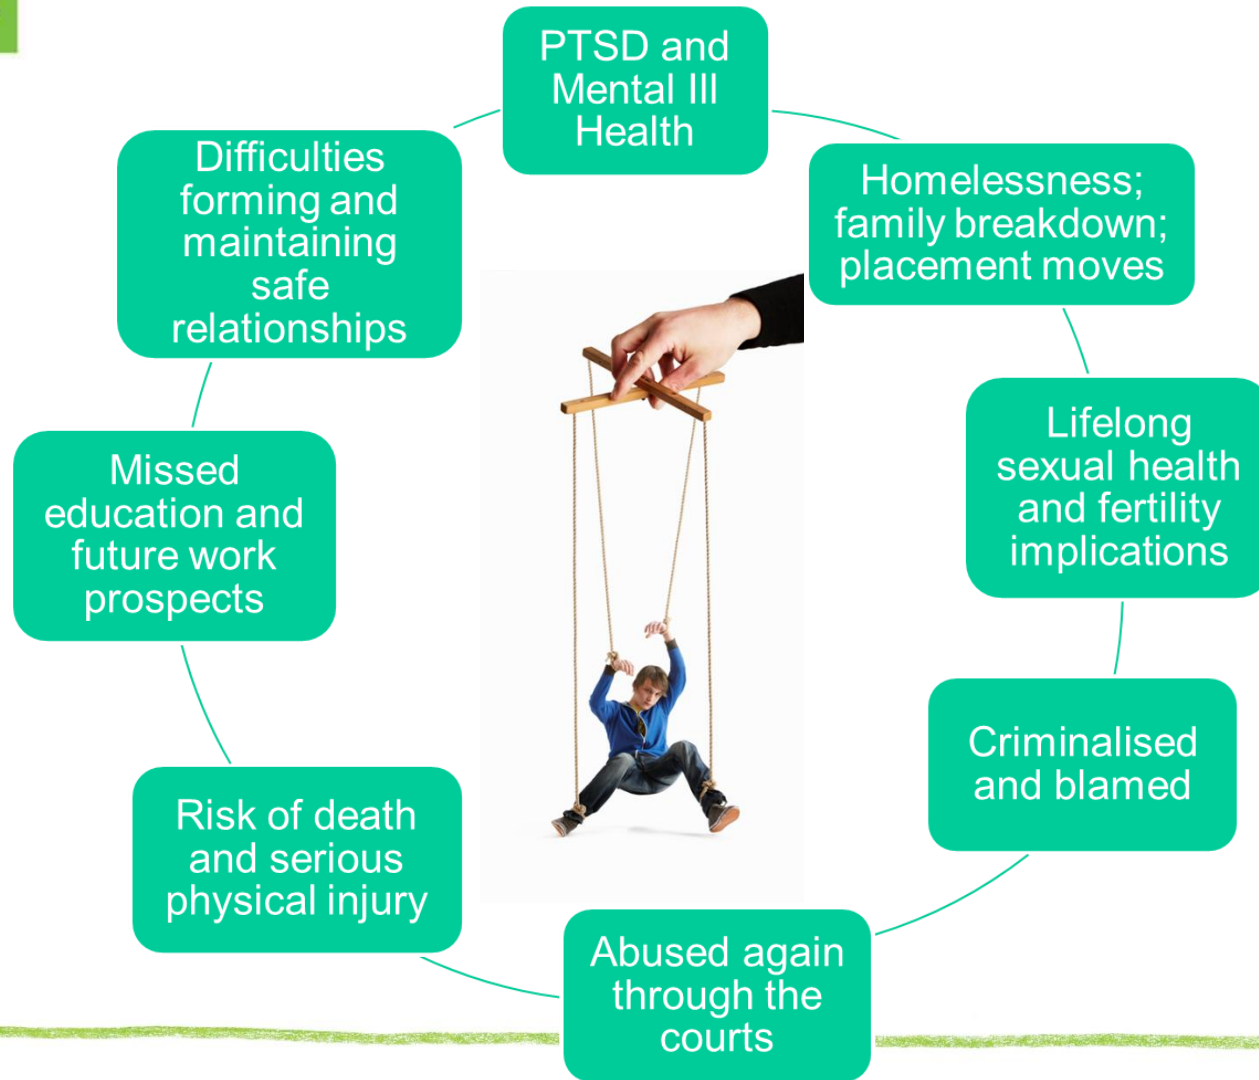 PTSD and
Mental Ill
Health
Homelessness;
family breakdown;
placement moves
Lifelong
sexual health
and fertility
implications
Criminalised
and blamed
Abused again
through the
courts
Risk of death
and serious
physical injury
Missed
education and
future work
prospects
Difficulties
forming and
maintaining
safe
relationships